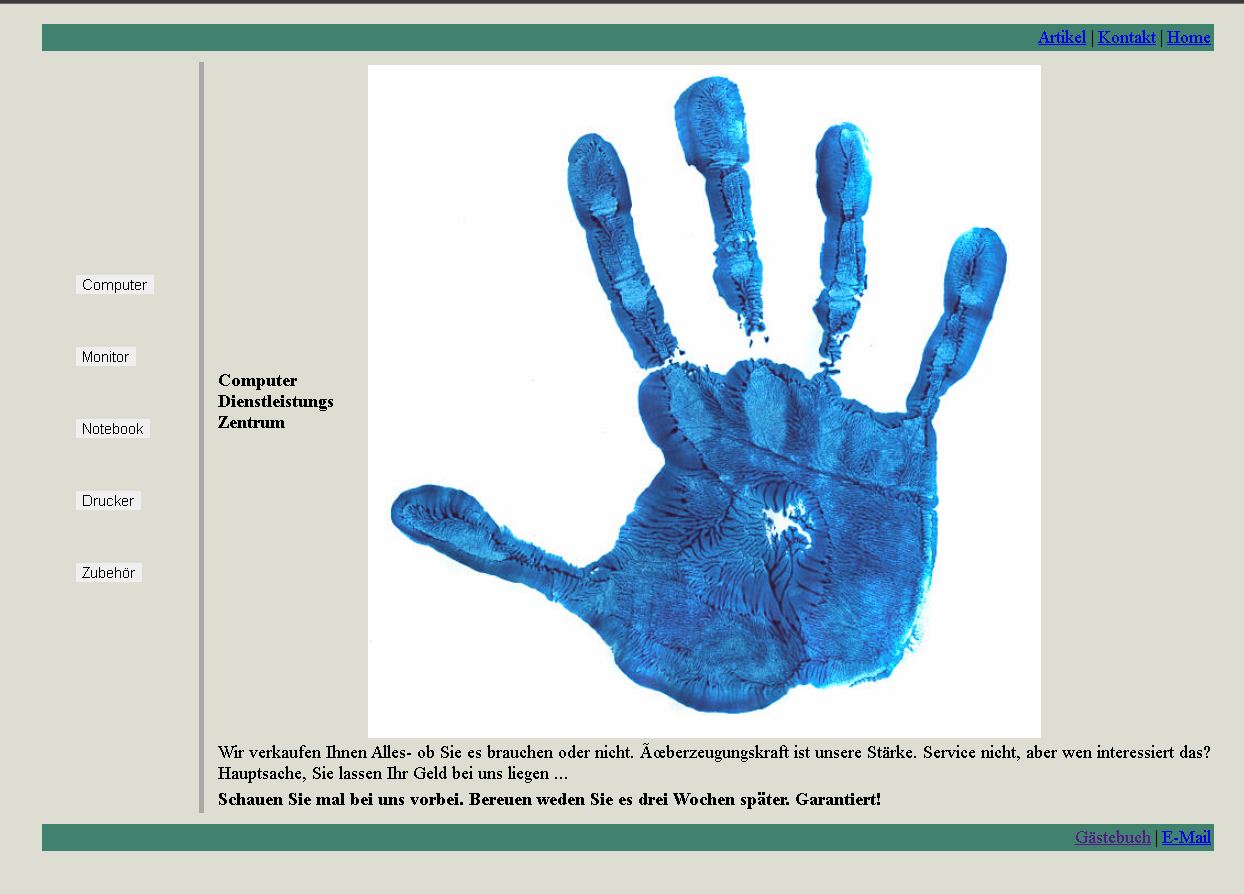 Artikel | Kontakt | Home
Computer
Monitor
Notebook
Drucker
Zubehör
Computer
Dienstleistungs
Zentrum
Wir verkaufen Ihnen Alles- ob Sie es brauchen oder nicht. Ãœberzeugungskraft ist unsere Stärke. Service nicht, aber wen interessiert das?
Hauptsache, Sie lassen Ihr Geld bei uns liegen ...
Schauen Sie mal bei uns vorbei. Bereuen weden Sie es drei Wochen später. Garantiert!
Gästebuch | E-Mail